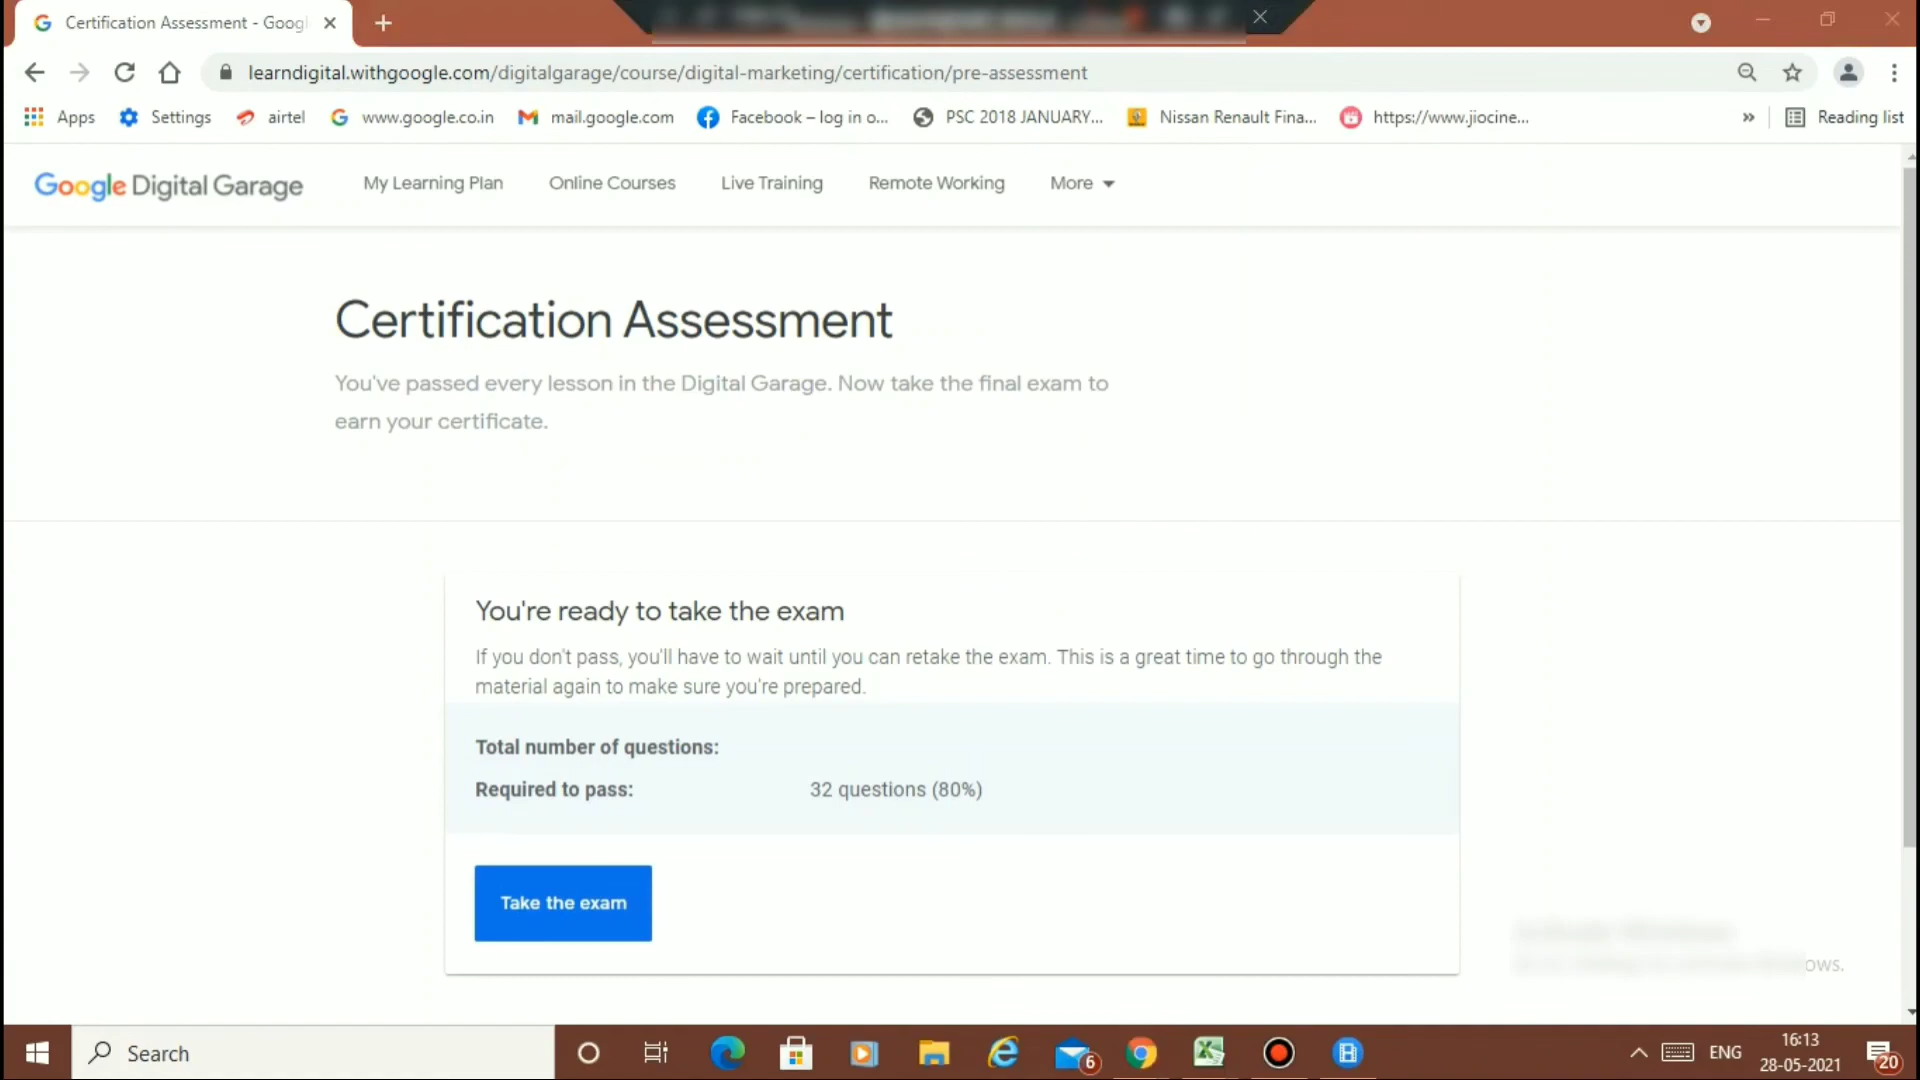 Certification Assessment - Googl
learndigital.withgoogle.com/digitalgarage/course/digital-marketing/certification/pre-assessment
Apps Settings airtel www.google.co.in mail.google.com Facebook – log in o... PSC 2018 JANUARY... Nissan Renault Fina... https://www.jiocine... » Reading list
Google Digital Garage My Learning Plan Online Courses Live Training Remote Working More
Certification Assessment
You've passed every lesson in the Digital Garage. Now take the final exam to
earn your certificate.
You're ready to take the exam
If you don't pass, you'll have to wait until you can retake the exam. This is a great time to go through the
material again to make sure you're prepared.
Total number of questions:
Required to pass: 32 questions (80%)
Take the exam
ows.
Search 6 ENG 16:13
28-05-2021 20